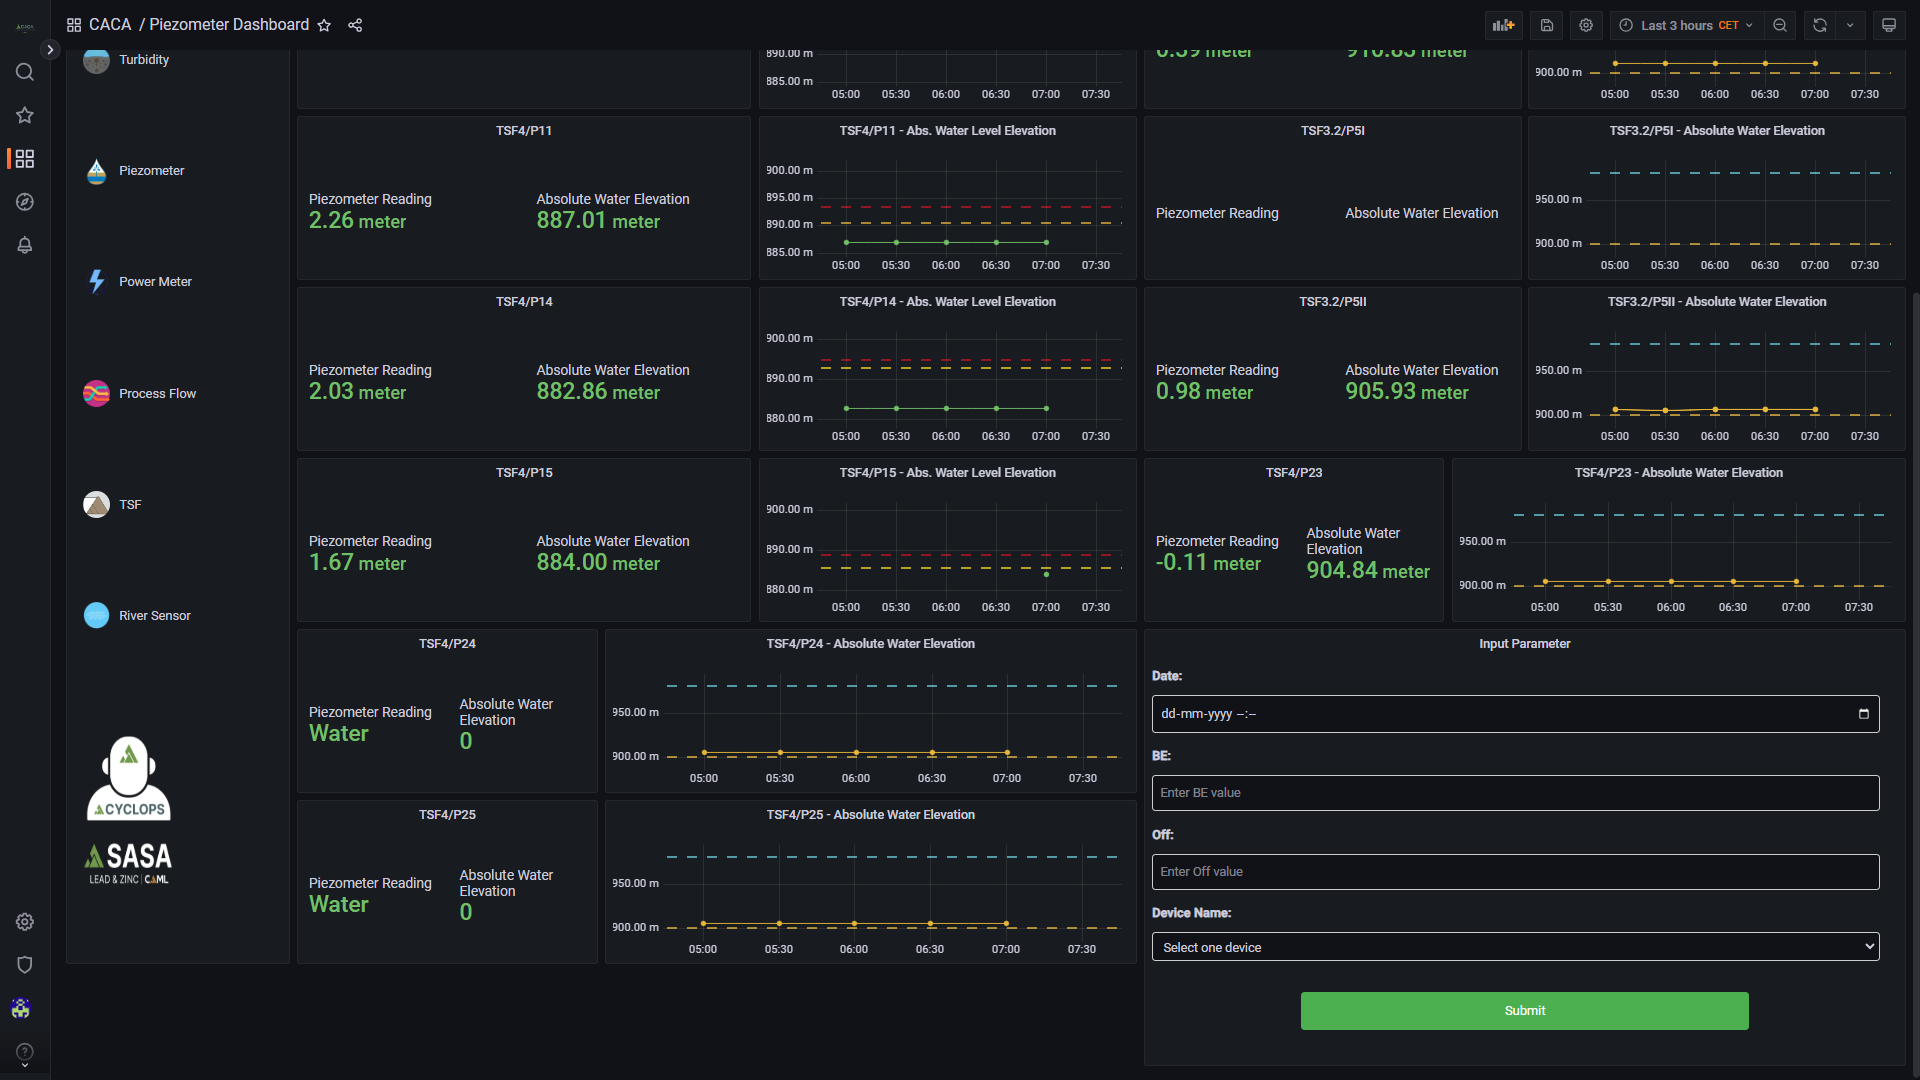 CACA / Piezometer Dashboard
Last 3 hours CET
Turbidity
Piezometer
Power Meter
Process Flow
TSF
River Sensor
CYCLOPS
SASA
LEAD & ZINC | CAML
890.00 m
885.00 m
05:00 05:30 06:00 06:30 07:00 07:30
0.59 meter
910.85 meter
900.00 m
05:00 05:30 06:00 06:30 07:00 07:30
TSF4/P11
Piezometer Reading
2.26 meter
Absolute Water Elevation
887.01 meter
TSF4/P11 - Abs. Water Level Elevation
900.00 m
895.00 m
890.00 m
885.00 m
05:00 05:30 06:00 06:30 07:00 07:30
TSF3.2/P5I
Piezometer Reading
Absolute Water Elevation
TSF3.2/P5I - Absolute Water Elevation
950.00 m
900.00 m
05:00 05:30 06:00 06:30 07:00 07:30
TSF4/P14
Piezometer Reading
2.03 meter
Absolute Water Elevation
882.86 meter
TSF4/P14 - Abs. Water Level Elevation
900.00 m
890.00 m
880.00 m
05:00 05:30 06:00 06:30 07:00 07:30
TSF3.2/P5II
Piezometer Reading
0.98 meter
Absolute Water Elevation
905.93 meter
TSF3.2/P5II - Absolute Water Elevation
950.00 m
900.00 m
05:00 05:30 06:00 06:30 07:00 07:30
TSF4/P15
Piezometer Reading
1.67 meter
Absolute Water Elevation
884.00 meter
TSF4/P15 - Abs. Water Level Elevation
900.00 m
890.00 m
880.00 m
05:00 05:30 06:00 06:30 07:00 07:30
TSF4/P23
Piezometer Reading
-0.11 meter
Absolute Water
Elevation
904.84 meter
TSF4/P23 - Absolute Water Elevation
950.00 m
900.00 m
05:00 05:30 06:00 06:30 07:00 07:30
TSF4/P24
Piezometer Reading
Water
Absolute Water
Elevation
0
TSF4/P24 - Absolute Water Elevation
950.00 m
900.00 m
05:00 05:30 06:00 06:30 07:00 07:30
TSF4/P25
Piezometer Reading
Water
Absolute Water
Elevation
0
TSF4/P25 - Absolute Water Elevation
950.00 m
900.00 m
05:00 05:30 06:00 06:30 07:00 07:30
Input Parameter
Date:
dd-mm-yyyy --:--
BE:
Enter BE value
Off:
Enter Off value
Device Name:
Select one device
Submit